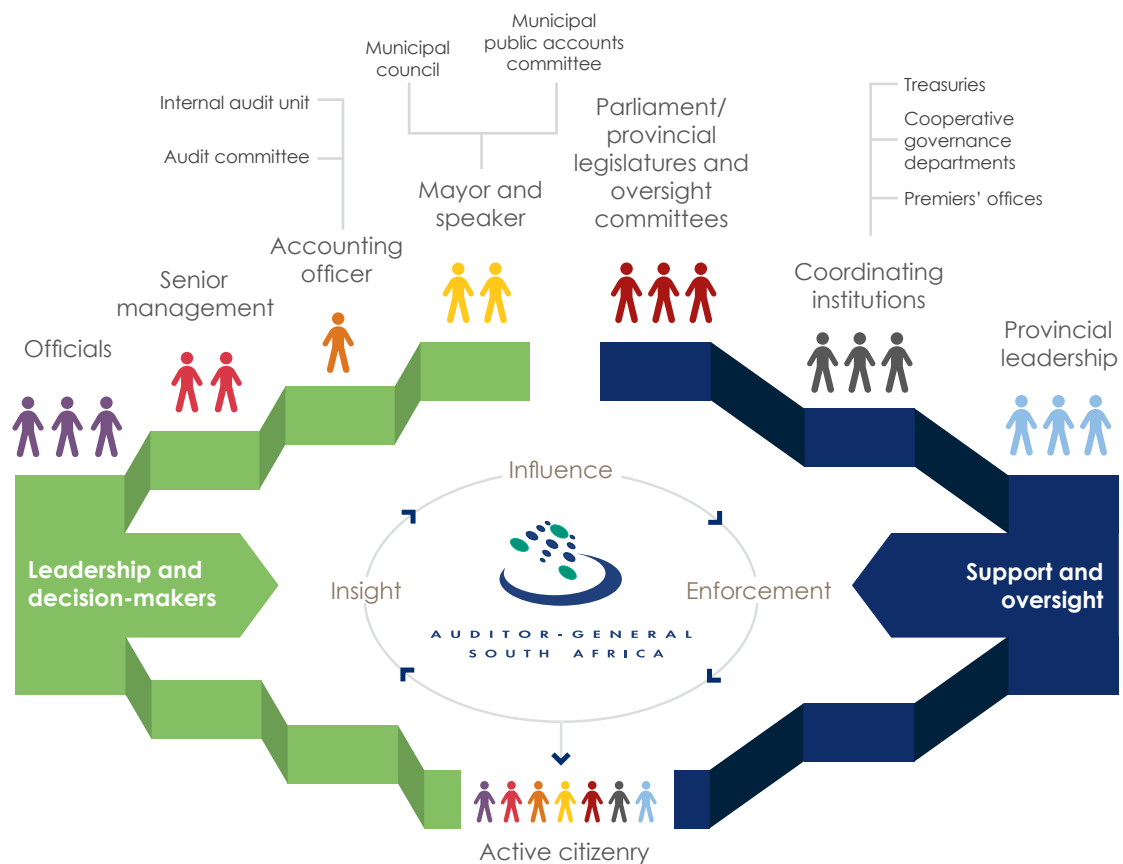 Municipal
council
Municipal
public accounts
committee
Internal audit unit
Audit committee
Treasuries
Cooperative
governance
departments
Premiers’ offices
Parliament/
provincial
legislatures and
oversight
committees
Mayor and
speaker
Accounting
officer
Senior
management
Officials
Coordinating
institutions
Provincial
leadership
Influence
Insight
Enforcement
Leadership and
decision-makers
Support and
oversight
AUDITOR-GENERAL
SOUTH AFRICA
Active citizenry